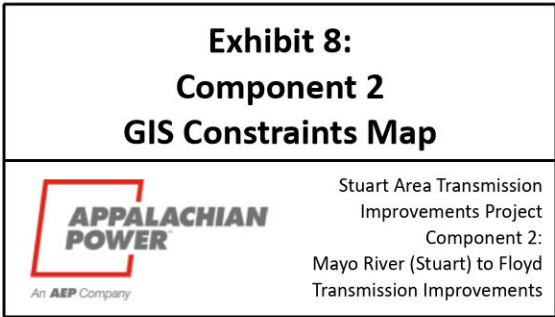 Exhibit 8:
Component 2
GIS Constraints Map
APPALACHIAN
POWER™
An AEP Company
Stuart Area Transmission
Improvements Project
Component 2:
Mayo River (Stuart) to Floyd
Transmission Improvements